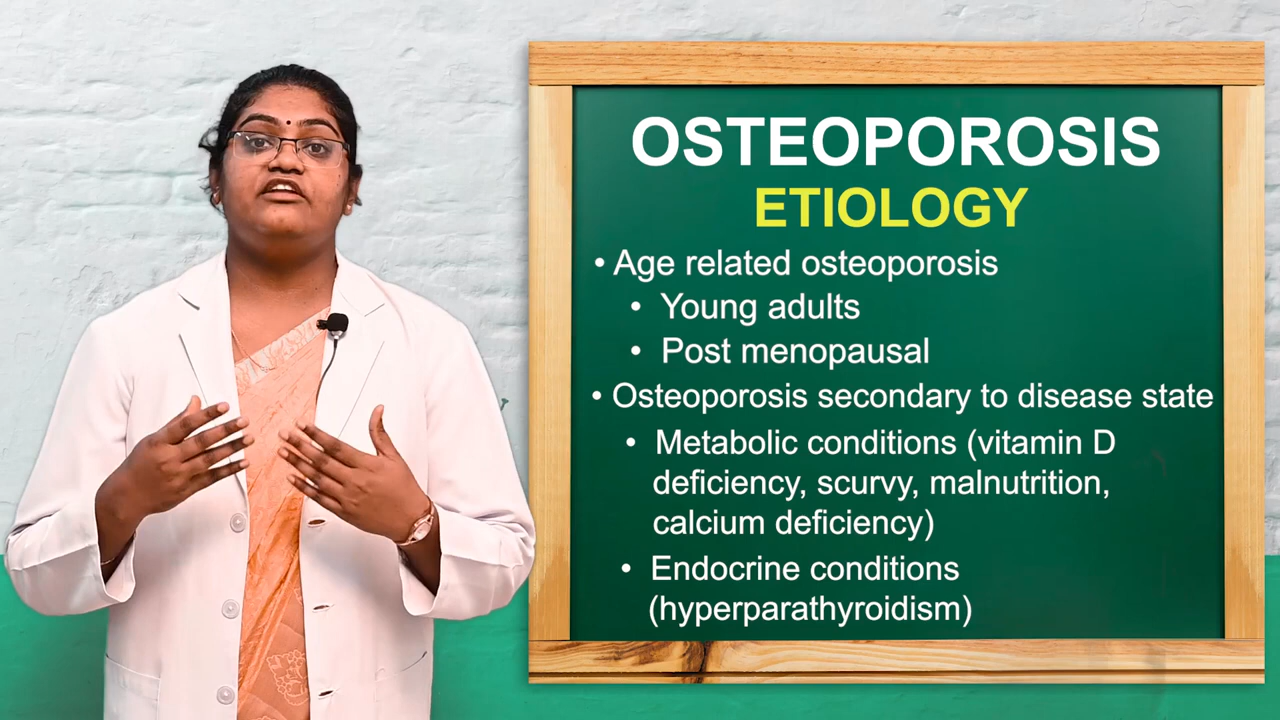 OSTEOPOROSIS
ETIOLOGY
• Age related osteoporosis
• Young adults
• Post menopausal
• Osteoporosis secondary to disease state
• Metabolic conditions (vitamin D
deficiency, scurvy, malnutrition,
calcium deficiency)
• Endocrine conditions
(hyperparathyroidism)